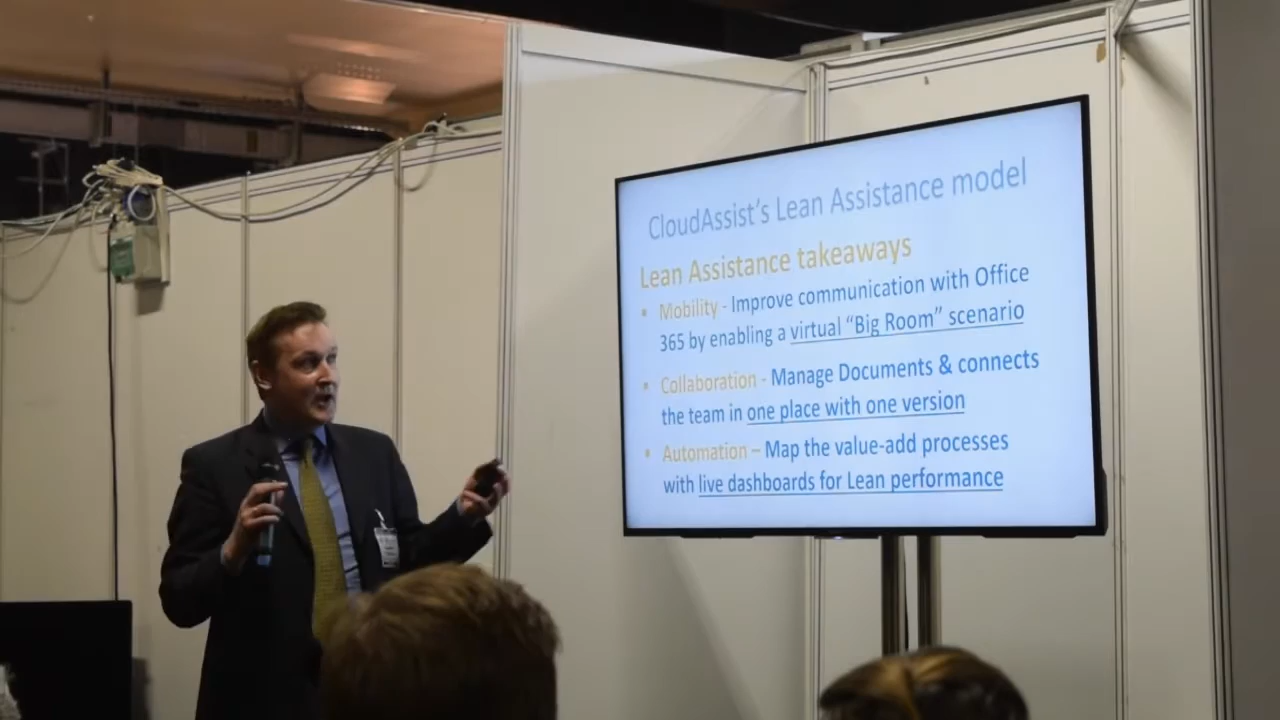 CloudAssist's Lean Assistance model
Lean Assistance takeaways
• Mobility - Improve communication with Office
365 by enabling a virtual "Big Room" scenario
• Collaboration - Manage Documents & connects
the team in one place with one version
• Automation – Map the value-add processes
with live dashboards for Lean performance